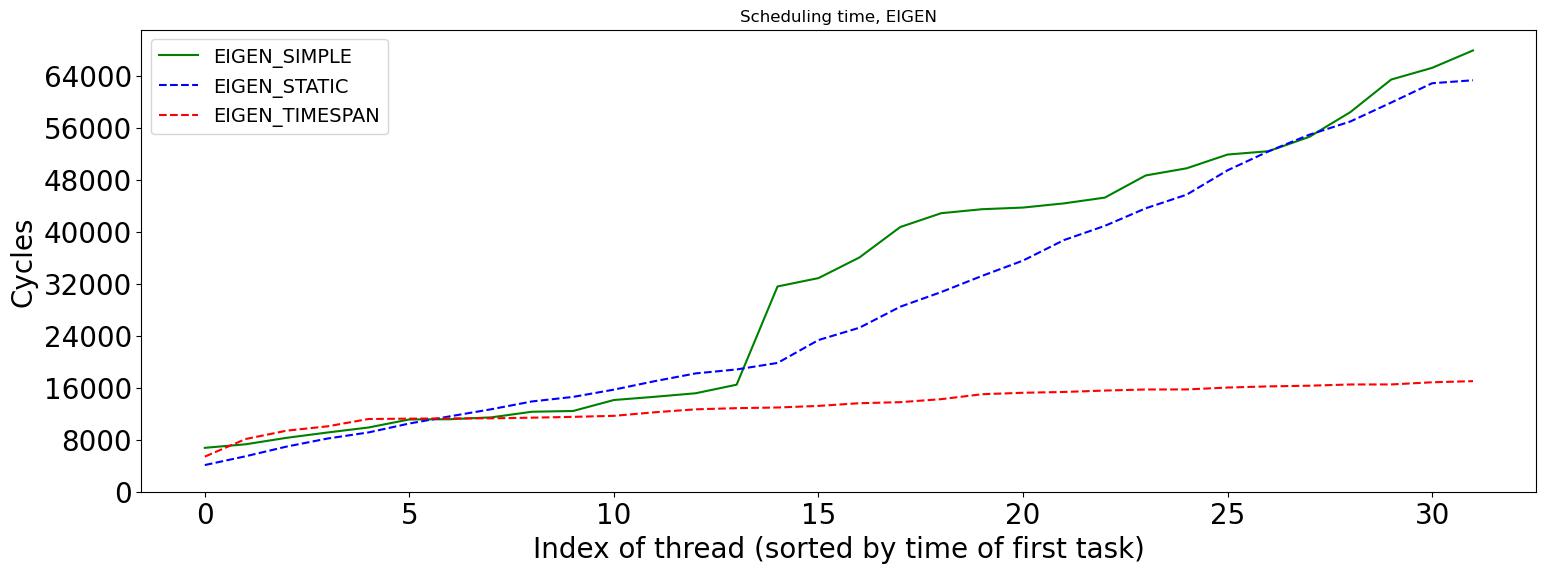 Scheduling time, EIGEN
EIGEN_SIMPLE
EIGEN_STATIC
EIGEN_TIMESPAN
Cycles
64000
56000
48000
40000
32000
24000
16000
8000
0
0 5 10 15 20 25 30
Index of thread (sorted by time of first task)